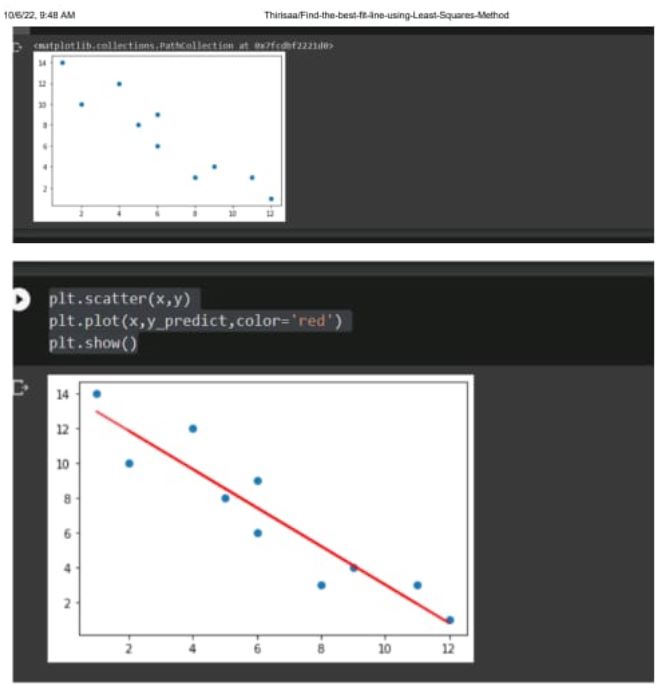 10/6/22, 9:48 AM
Thirisaa/Find-the-best-fit-line-using-Least-Squares-Method
<matplotlib.collections.PathCollection at 0x7fcdbf2221d0>
14
12
10
8
6
4
2
2 4 6 8 10 12
plt.scatter(x,y)
plt.plot(x,y_predict,color='red')
plt.show()
14
12
10
8
6
4
2
2 4 6 8 10 12